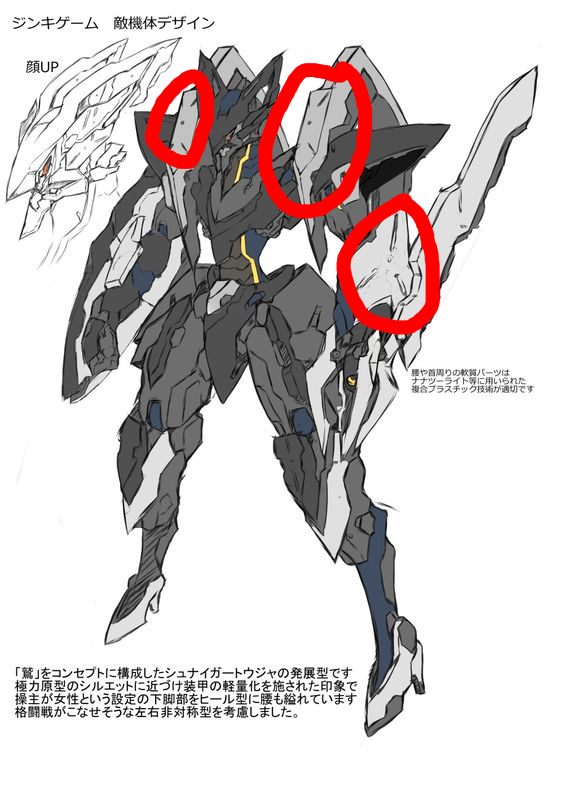 ジンキゲーム 敵機体デザイン
顔UP
腰や首周りの軟質パーツは
ナナツーライト等に用いられた
複合プラスチック技術が適切です
「鷲」をコンセプトに構成したシュナイガートウジャの発展型です
極力原型のシルエットに近づけ装甲の軽量化を施された印象で
操主が女性という設定の下脚部をヒール型に腰も縊れています
格闘戦がこなせそうな左右非対称型を考慮しました。